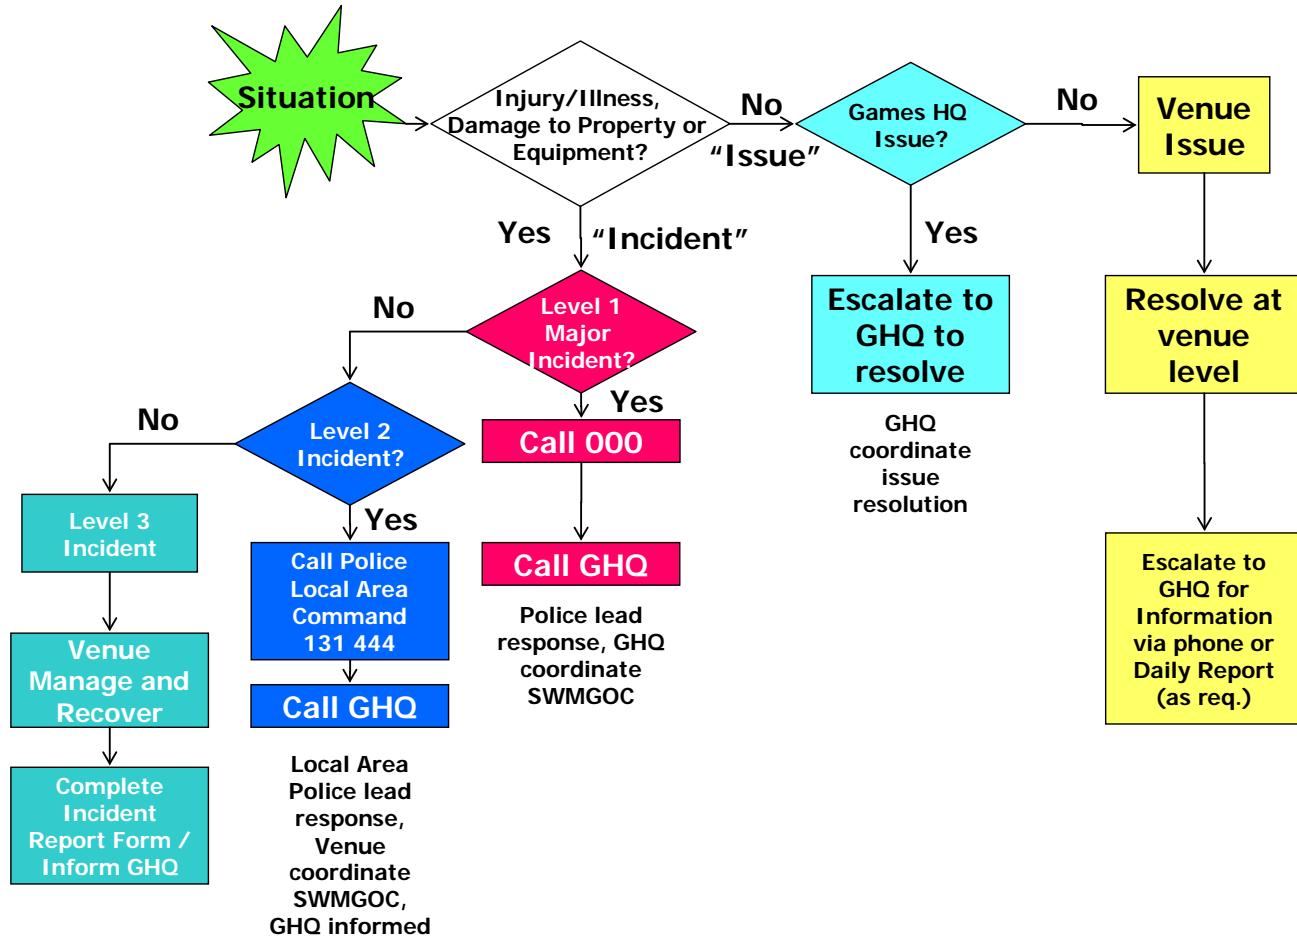 Situation
Injury/Illness,
Damage to Property or
Equipment?
No
“Issue”
Games HQ
Issue?
No
Venue
Issue
Yes
“Incident”
Yes
Level 1
Major
Incident?
No
Escalate to
GHQ to
resolve
GHQ
coordinate
issue
resolution
Resolve at
venue
level
Escalate to
GHQ for
Information
via phone or
Daily Report
(as req.)
Yes
Call 000
Call GHQ
Police lead
response, GHQ
coordinate
SWMGOC
Level 2
Incident?
No
Yes
Call Police
Local Area
Command
131 444
Call GHQ
Local Area
Police lead
response,
Venue
coordinate
SWMGOC,
GHQ informed
Level 3
Incident
Venue
Manage and
Recover
Complete
Incident
Report Form /
Inform GHQ